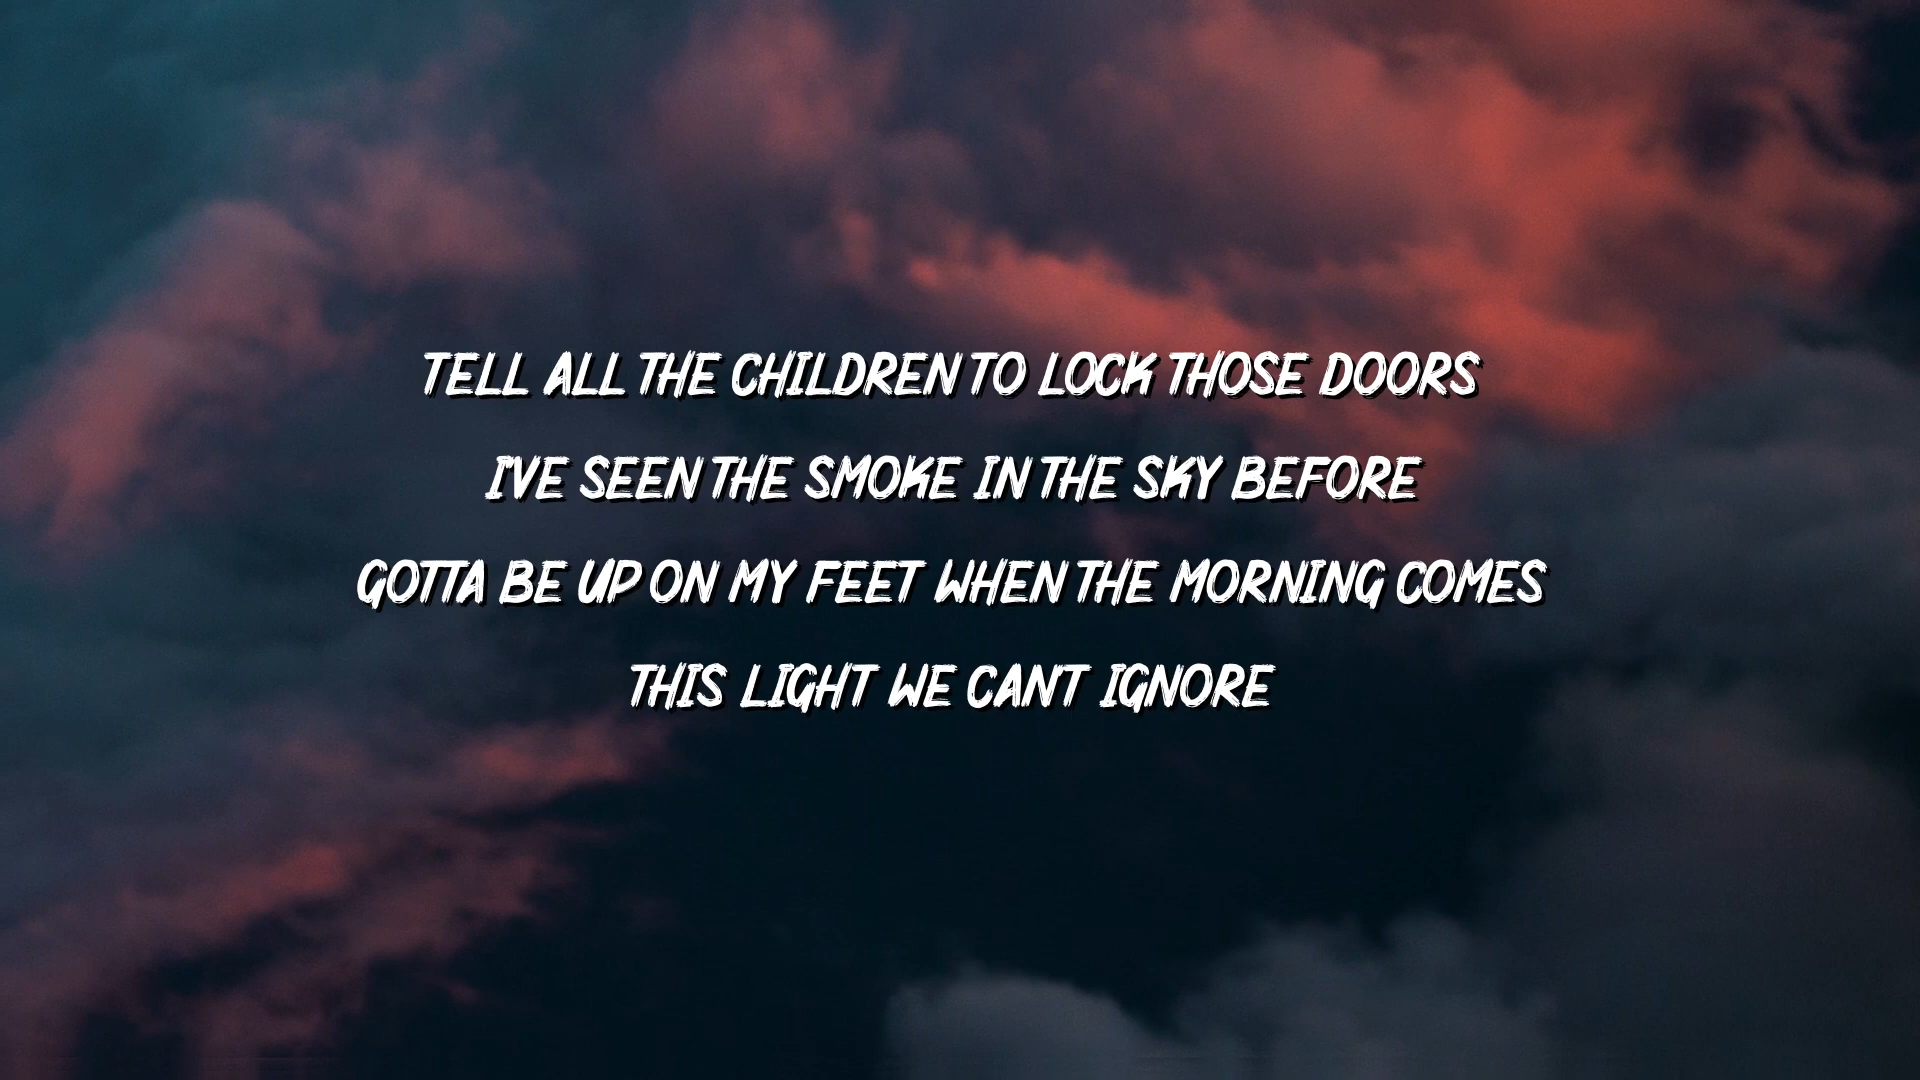 TELL ALL THE CHILDREN TO LOCK THOSE DOORS
I'VE SEEN THE SMOKE IN THE SKY BEFORE
GOTTA BE UP ON MY FEET WHEN THE MORNING COMES
THIS LIGHT WE CAN'T IGNORE